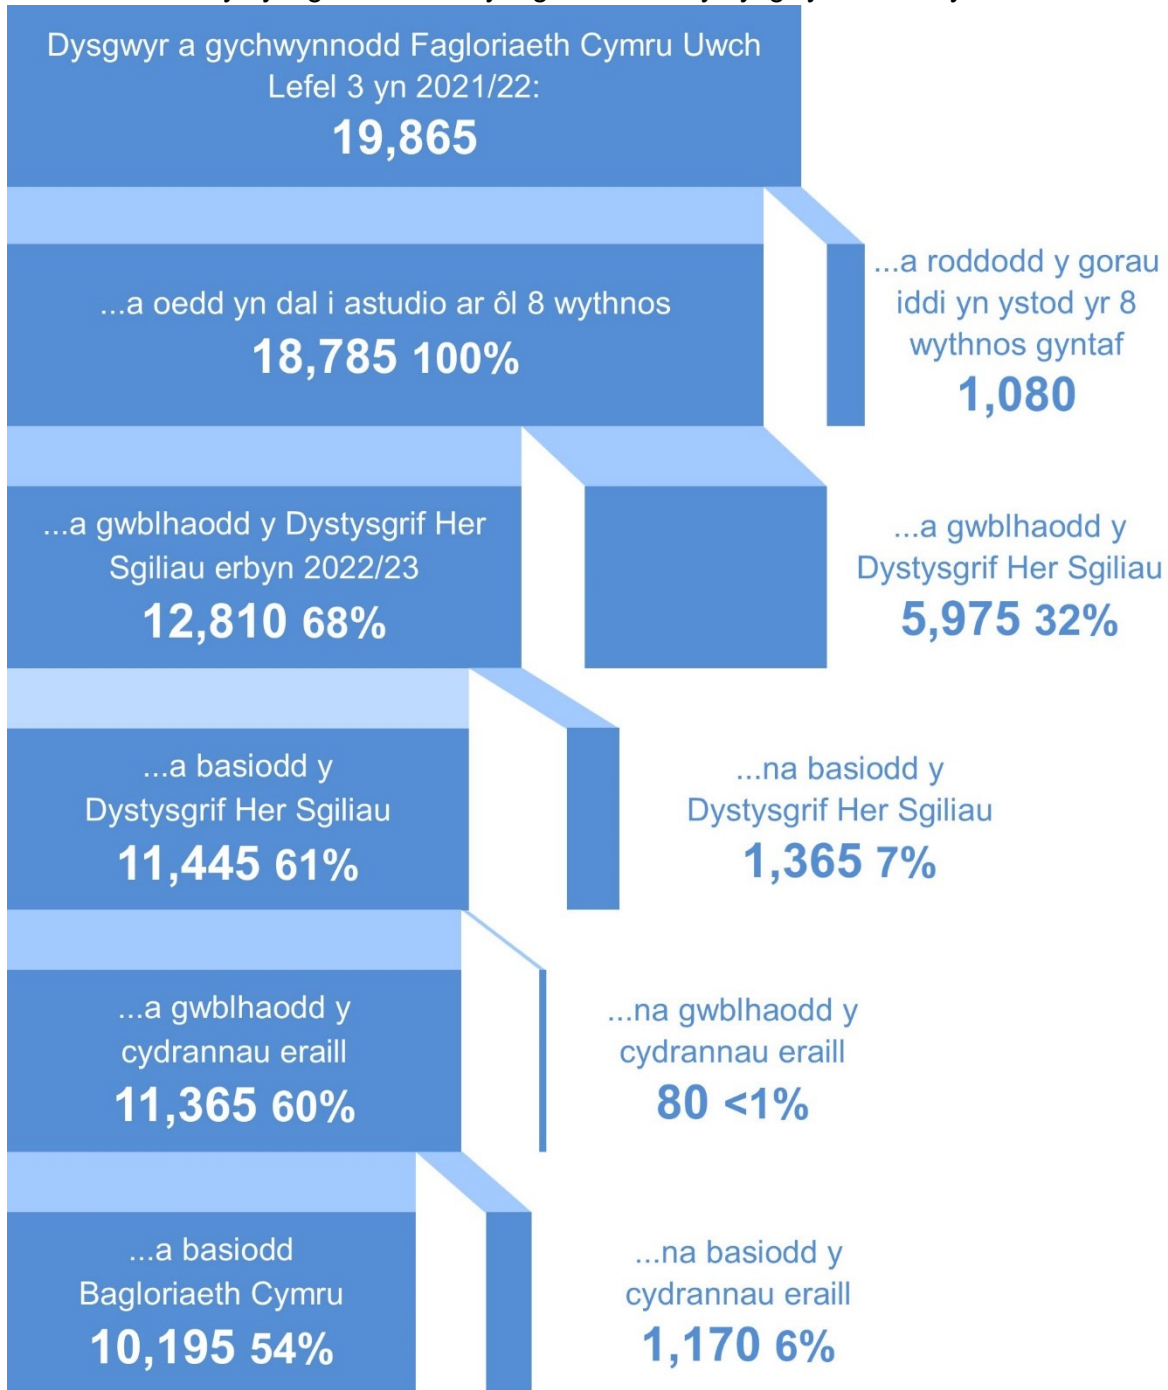 Dysgwyr a gychwynnodd Fagloriaeth Cymru Uwch
Lefel 3 yn 2021/22:
19,865
...a oedd yn dal i astudio ar ôl 8 wythnos
18,785 100%
...a roddodd y gorau
iddi yn ystod yr 8
wythnos gyntaf
1,080
...a gwblhaodd y Dystysgrif Her
Sgiliau erbyn 2022/23
12,810 68%
...a gwblhaodd y
Dystysgrif Her Sgiliau
5,975 32%
...a basiodd y
Dystysgrif Her Sgiliau
11,445 61%
...na basiodd y
Dystysgrif Her Sgiliau
1,365 7%
...a gwblhaodd y
cydrannau eraill
11,365 60%
...na gwblhaodd y
cydrannau eraill
80 <1%
...a basiodd
Bagloriaeth Cymru
10,195 54%
...na basiodd y
cydrannau eraill
1,170 6%